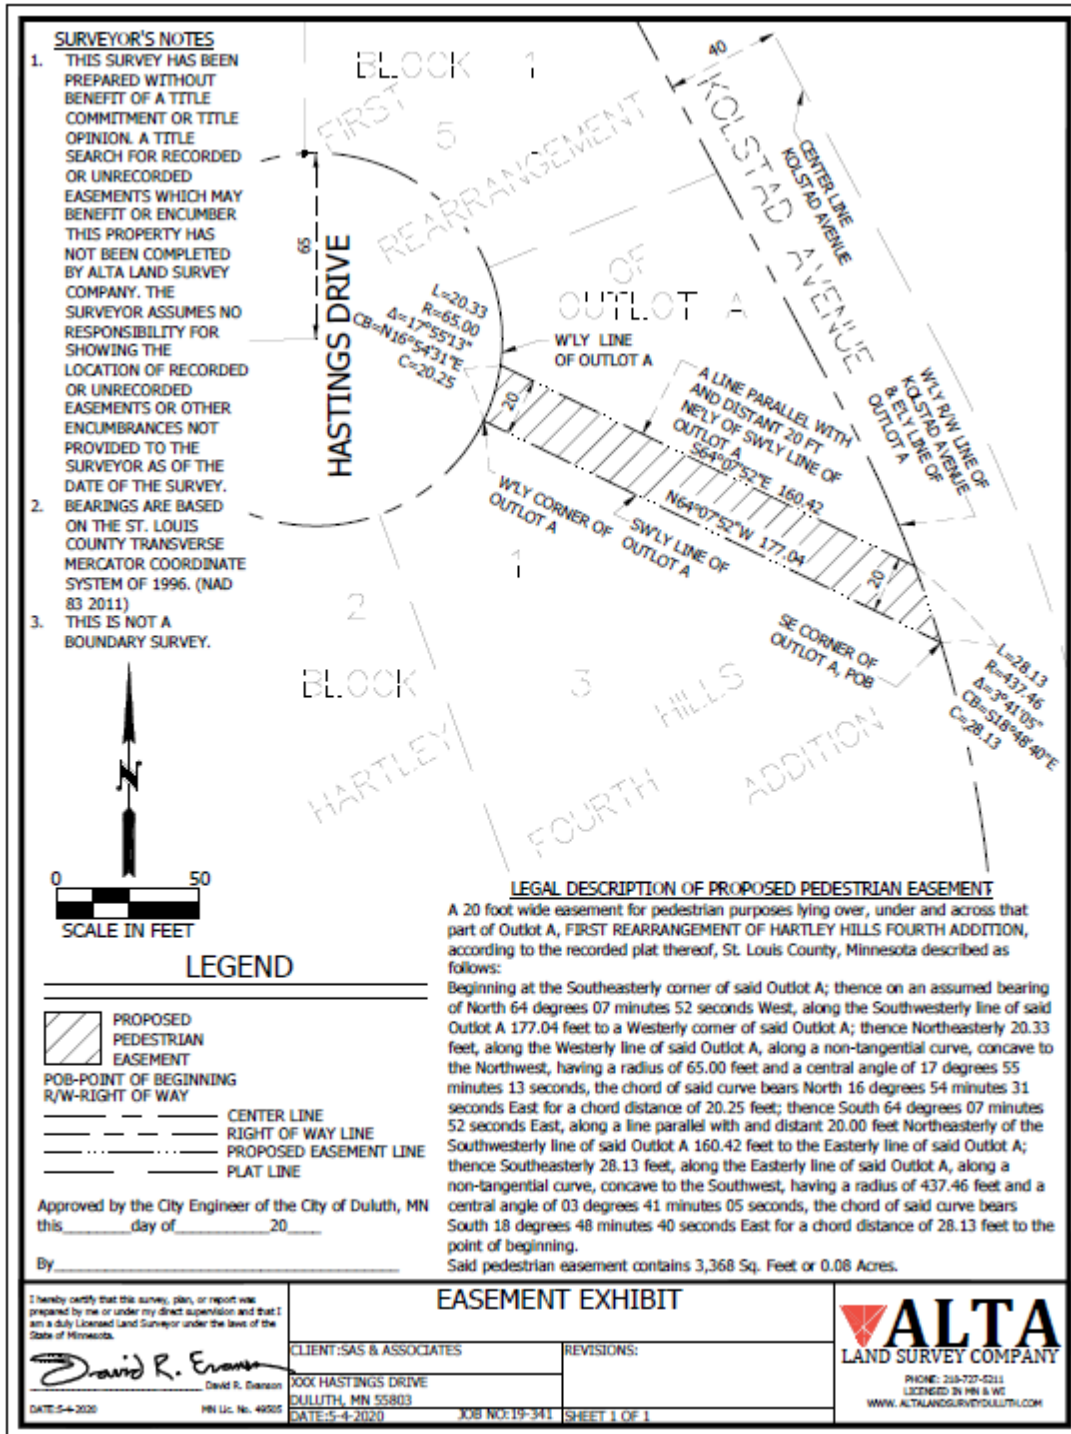 SURVEYOR'S NOTES
1. THIS SURVEY HAS BEEN
PREPARED WITHOUT
BENEFIT OF A TITLE
COMMITMENT OR TITLE
OPINION. A TITLE
SEARCH FOR RECORDED
OR UNRECORDED
EASEMENTS WHICH MAY
BENEFIT OR ENCUMBER
THIS PROPERTY HAS
NOT BEEN COMPLETED
BY ALTA LAND SURVEY
COMPANY. THE
SURVEYOR ASSUMES NO
RESPONSIBILITY FOR
SHOWING THE
LOCATION OF RECORDED
OR UNRECORDED
EASEMENTS OR OTHER
ENCUMBRANCES NOT
PROVIDED TO THE
SURVEYOR AS OF THE
DATE OF THE SURVEY.
2. BEARINGS ARE BASED
ON THE ST. LOUIS
COUNTY TRANSVERSE
MERCATOR COORDINATE
SYSTEM OF 1996. (NAD
83 2011)
3. THIS IS NOT A
BOUNDARY SURVEY.
BLOCK 1
FIRST
5
REARRANGEMENT
OF
OUTLOT A
40
KOLSTAD AVENUE
CENTER LINE
KOLSTAD AVENUE
65
HASTINGS DRIVE
L=20.33
R=65.00
Δ=17°55'13"
CB=N16°54'31"E
C=20.25
W'LY LINE
OF OUTLOT A
20
A LINE PARALLEL WITH
AND DISTANT 20 FT
NE'LY OF SW'LY LINE OF
OUTLOT A
S64°07'52"E 160.42
N64°07'52"W 177.04
W'LY R/W LINE OF
KOLSTAD AVENUE
& E'LY LINE OF
OUTLOT A
W'LY CORNER OF
OUTLOT A
SW'LY LINE OF
OUTLOT A
1
20
SE CORNER OF
OUTLOT A, POB
L=28.13
R=437.46
Δ=3°41'05"
CB=S18°48'40"E
C=28.13
2
BLOCK
3
HARTLEY
HILLS
FOURTH
ADDITION
N
0 50
SCALE IN FEET
LEGEND
PROPOSED
PEDESTRIAN
EASEMENT
POB-POINT OF BEGINNING
R/W-RIGHT OF WAY
CENTER LINE
RIGHT OF WAY LINE
PROPOSED EASEMENT LINE
PLAT LINE
Approved by the City Engineer of the City of Duluth, MN
this________day of___________20____
By
LEGAL DESCRIPTION OF PROPOSED PEDESTRIAN EASEMENT
A 20 foot wide easement for pedestrian purposes lying over, under and across that
part of Outlot A, FIRST REARRANGEMENT OF HARTLEY HILLS FOURTH ADDITION,
according to the recorded plat thereof, St. Louis County, Minnesota described as
follows:
Beginning at the Southeasterly corner of said Outlot A; thence on an assumed bearing
of North 64 degrees 07 minutes 52 seconds West, along the Southwesterly line of said
Outlot A 177.04 feet to a Westerly corner of said Outlot A; thence Northeasterly 20.33
feet, along the Westerly line of said Outlot A, along a non-tangential curve, concave to
the Northwest, having a radius of 65.00 feet and a central angle of 17 degrees 55
minutes 13 seconds, the chord of said curve bears North 16 degrees 54 minutes 31
seconds East for a chord distance of 20.25 feet; thence South 64 degrees 07 minutes
52 seconds East, along a line parallel with and distant 20.00 feet Northeasterly of the
Southwesterly line of said Outlot A 160.42 feet to the Easterly line of said Outlot A;
thence Southeasterly 28.13 feet, along the Easterly line of said Outlot A, along a
non-tangential curve, concave to the Southwest, having a radius of 437.46 feet and a
central angle of 03 degrees 41 minutes 05 seconds, the chord of said curve bears
South 18 degrees 48 minutes 40 seconds East for a chord distance of 28.13 feet to the
point of beginning.
Said pedestrian easement contains 3,368 Sq. Feet or 0.08 Acres.
I hereby certify that this survey, plan, or report was
prepared by me or under my direct supervision and that I
am a duly Licensed Land Surveyor under the laws of the
State of Minnesota.
David R. Evanson
David R. Evanson
DATE:5-4-2020 MN Lic. No. 49505
EASEMENT EXHIBIT
CLIENT:SAS & ASSOCIATES
REVISIONS:
XXX HASTINGS DRIVE
DULUTH, MN 55803
DATE:5-4-2020 JOB NO:19-341 SHEET 1 OF 1
ALTA
LAND SURVEY COMPANY
PHONE: 218-727-5211
LICENSED IN MN & WI
WWW.ALTALANDSURVEYDULUTH.COM